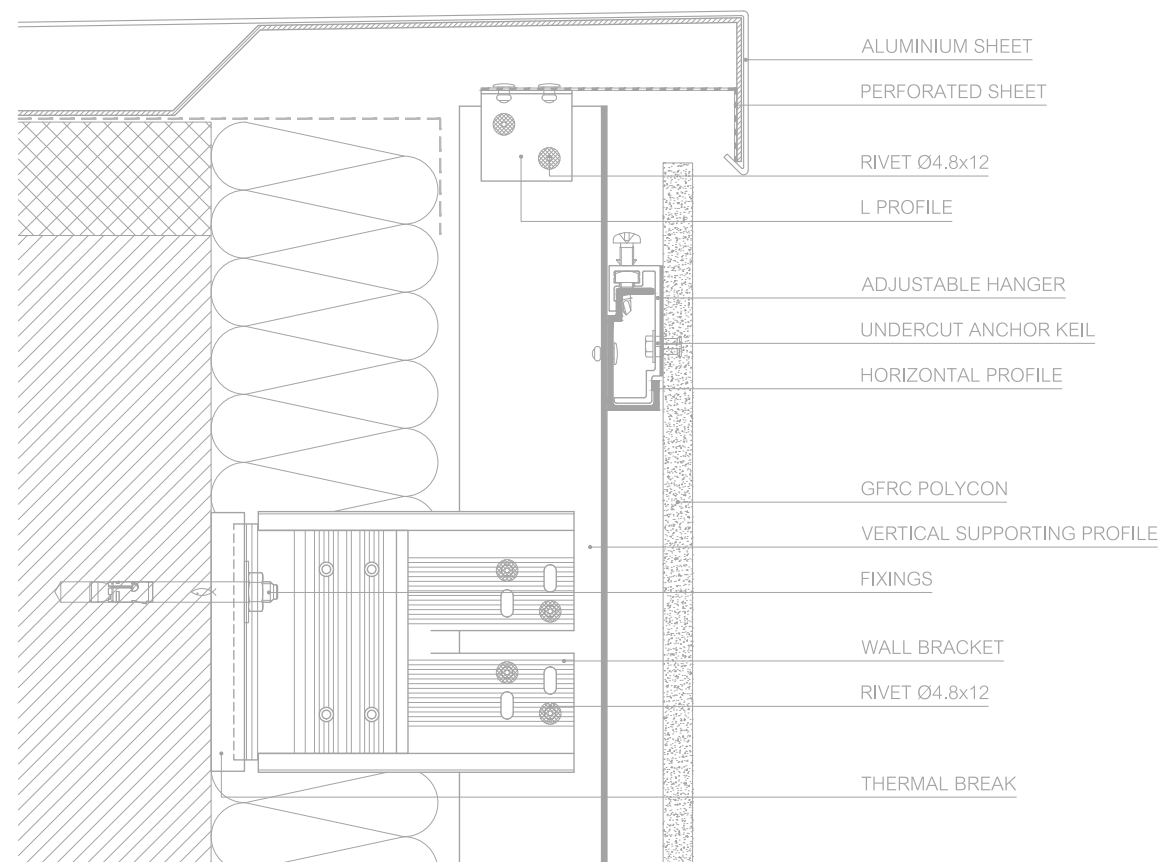 ALUMINIUM SHEET
PERFORATED SHEET
RIVET Ø4.8x12
L PROFILE
ADJUSTABLE HANGER
UNDERCUT ANCHOR KEIL
HORIZONTAL PROFILE
GFRC POLYCON
VERTICAL SUPPORTING PROFILE
FIXINGS
WALL BRACKET
RIVET Ø4.8x12
THERMAL BREAK